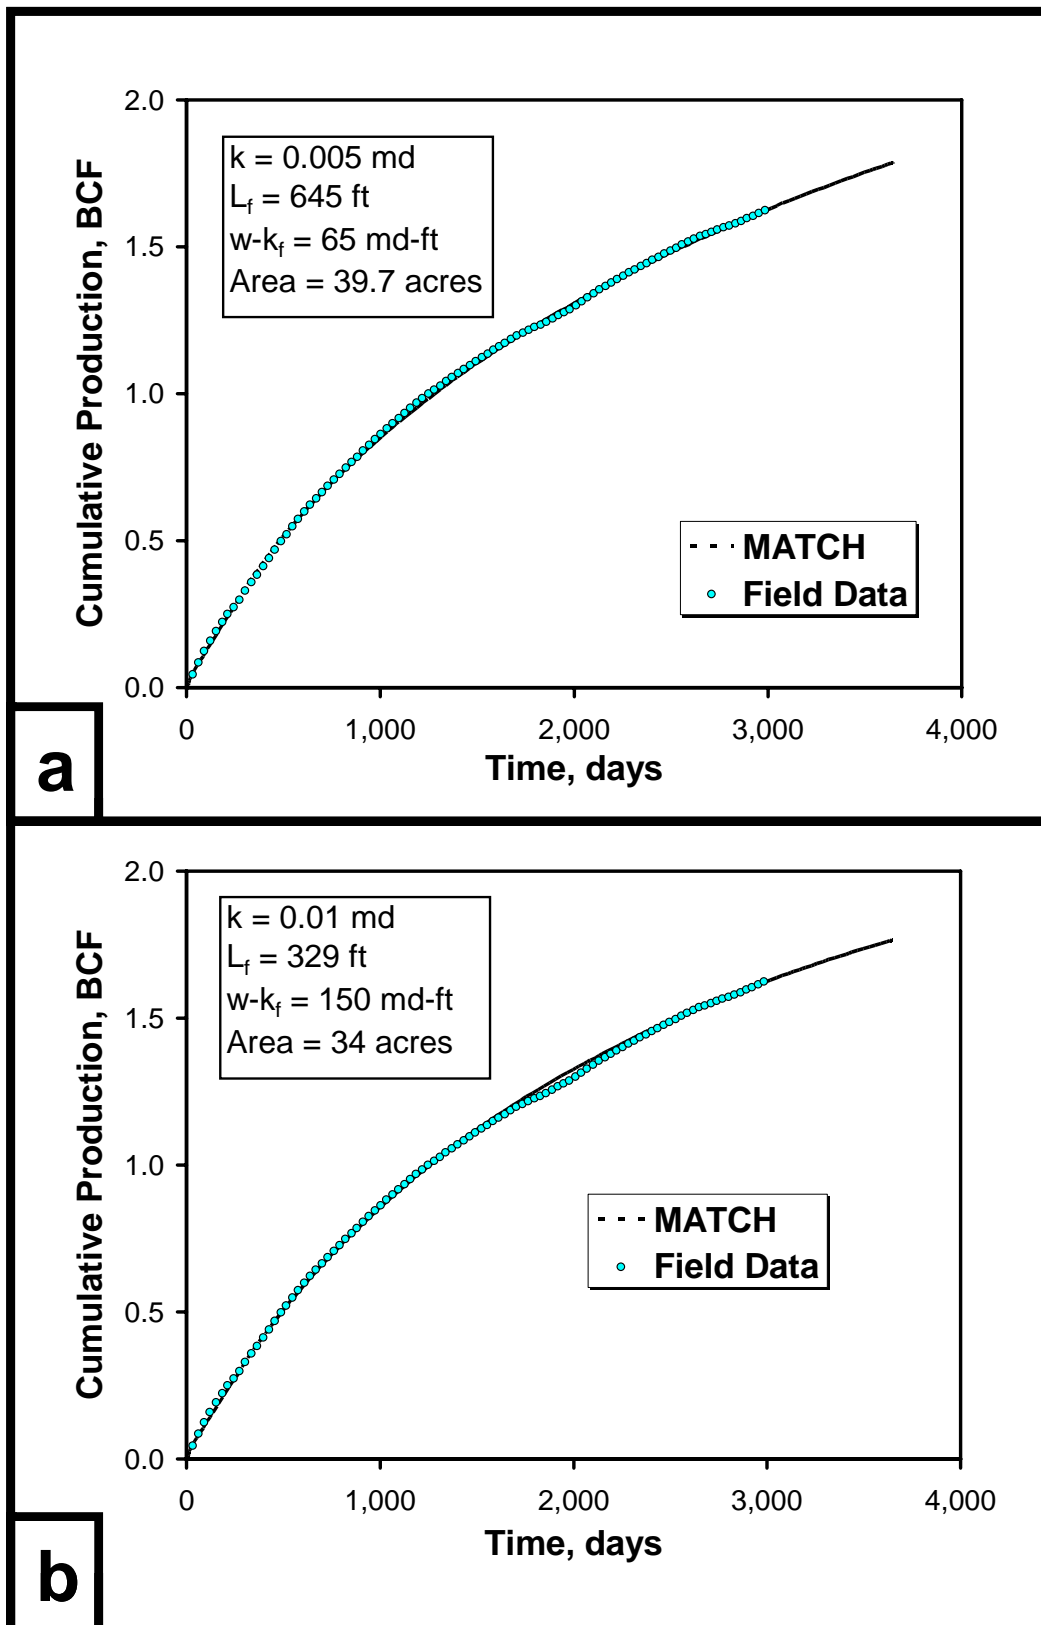 2.0
k = 0.005 md
Lf = 645 ft
w-kf = 65 md-ft
Area = 39.7 acres
1.5
Cumulative Production, BCF
1.0
0.5
MATCH
Field Data
0.0
0 1,000 2,000 3,000 4,000
Time, days
a
2.0
k = 0.01 md
Lf = 329 ft
w-kf = 150 md-ft
Area = 34 acres
1.5
Cumulative Production, BCF
1.0
MATCH
Field Data
0.5
0.0
0 1,000 2,000 3,000 4,000
Time, days
b